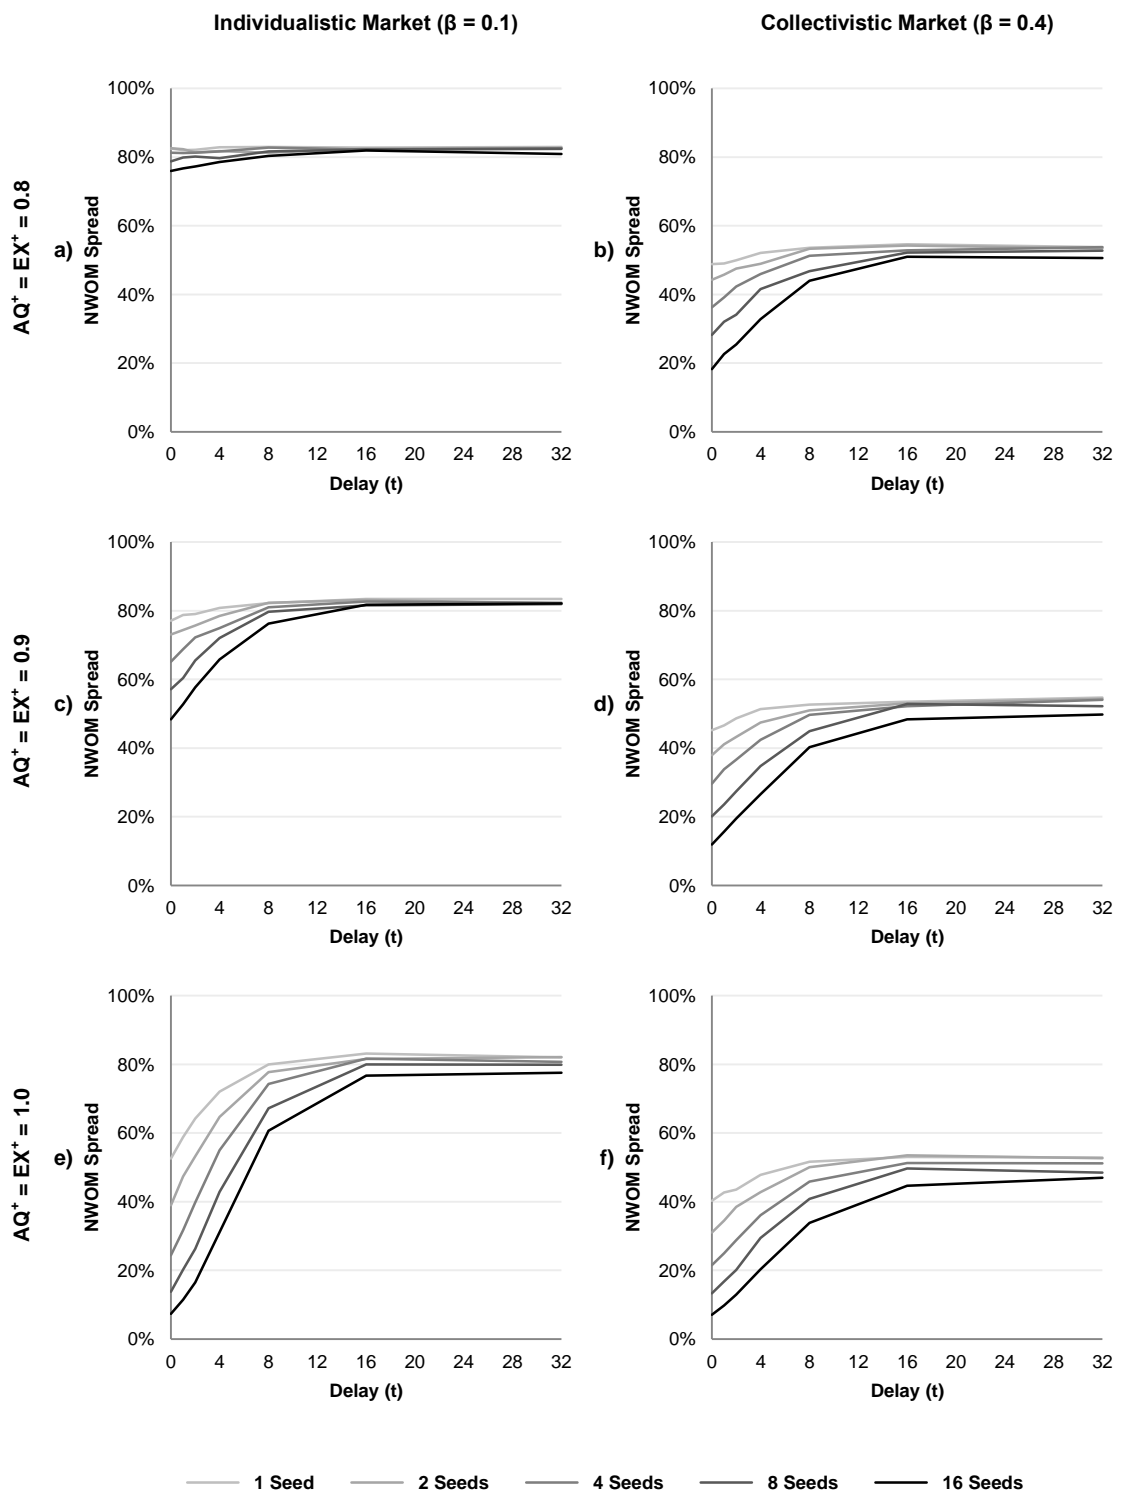 Individualistic Market (β = 0.1)
Collectivistic Market (β = 0.4)
AQ⁺ = EX⁺ = 0.8
a)
NWOM Spread
100%
80%
60%
40%
20%
0%
0 4 8 12 16 20 24 28 32
Delay (t)
b)
NWOM Spread
100%
80%
60%
40%
20%
0%
0 4 8 12 16 20 24 28 32
Delay (t)
AQ⁺ = EX⁺ = 0.9
c)
NWOM Spread
100%
80%
60%
40%
20%
0%
0 4 8 12 16 20 24 28 32
Delay (t)
d)
NWOM Spread
100%
80%
60%
40%
20%
0%
0 4 8 12 16 20 24 28 32
Delay (t)
AQ⁺ = EX⁺ = 1.0
e)
NWOM Spread
100%
80%
60%
40%
20%
0%
0 4 8 12 16 20 24 28 32
Delay (t)
f)
NWOM Spread
100%
80%
60%
40%
20%
0%
0 4 8 12 16 20 24 28 32
Delay (t)
1 Seed 2 Seeds 4 Seeds 8 Seeds 16 Seeds